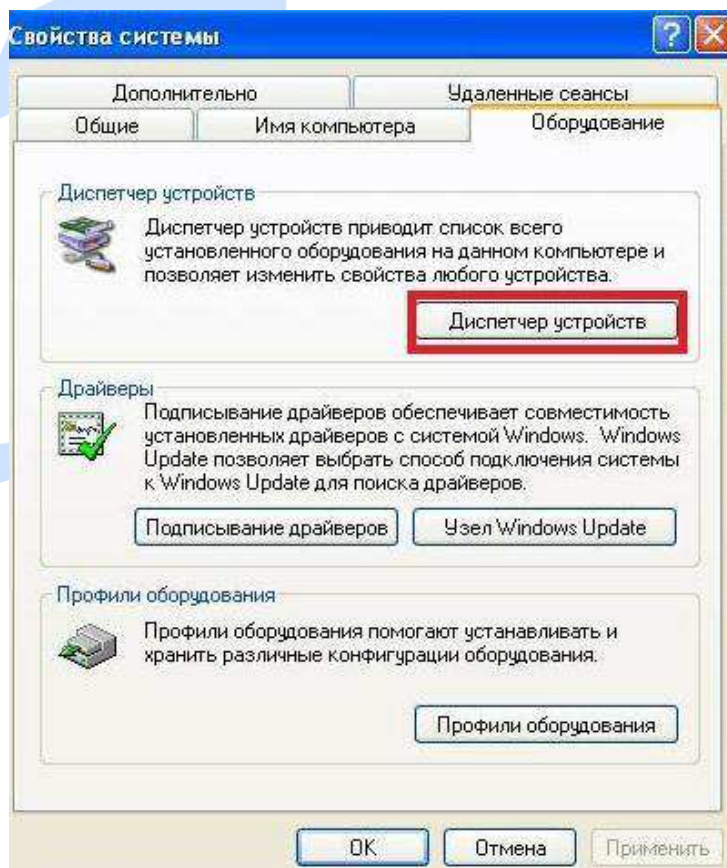 Свойства системы
Дополнительно
Удаленные сеансы
Общие
Имя компьютера
Оборудование
Диспетчер устройств
Диспетчер устройств приводит список всего
установленного оборудования на данном компьютере и
позволяет изменить свойства любого устройства.
Диспетчер устройств
Драйверы
Подписывание драйверов обеспечивает совместимость
установленных драйверов с системой Windows. Windows
Update позволяет выбрать способ подключения системы
к Windows Update для поиска драйверов.
Подписывание драйверов
Узел Windows Update
Профили оборудования
Профили оборудования помогают устанавливать и
хранить различные конфигурации оборудования.
Профили оборудования
OK
Отмена
Применить